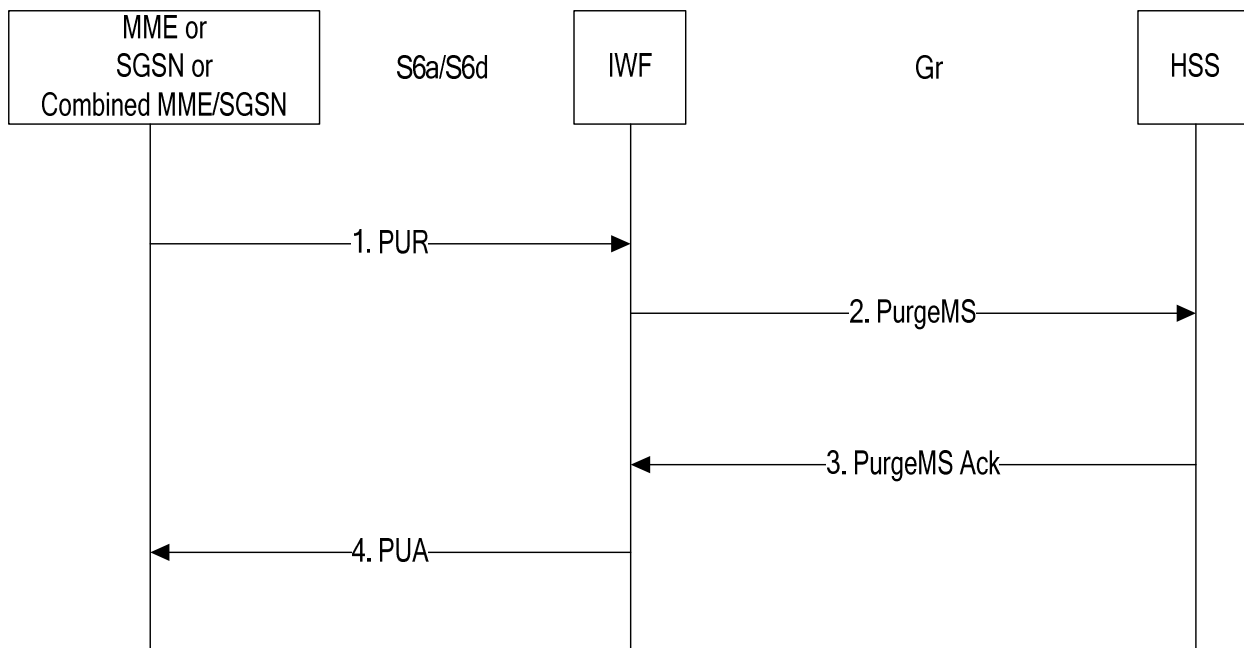 MME or
SGSN or
Combined MME/SGSN
S6a/S6d
IWF
Gr
HSS
1. PUR
2. PurgeMS
3. PurgeMS Ack
4. PUA